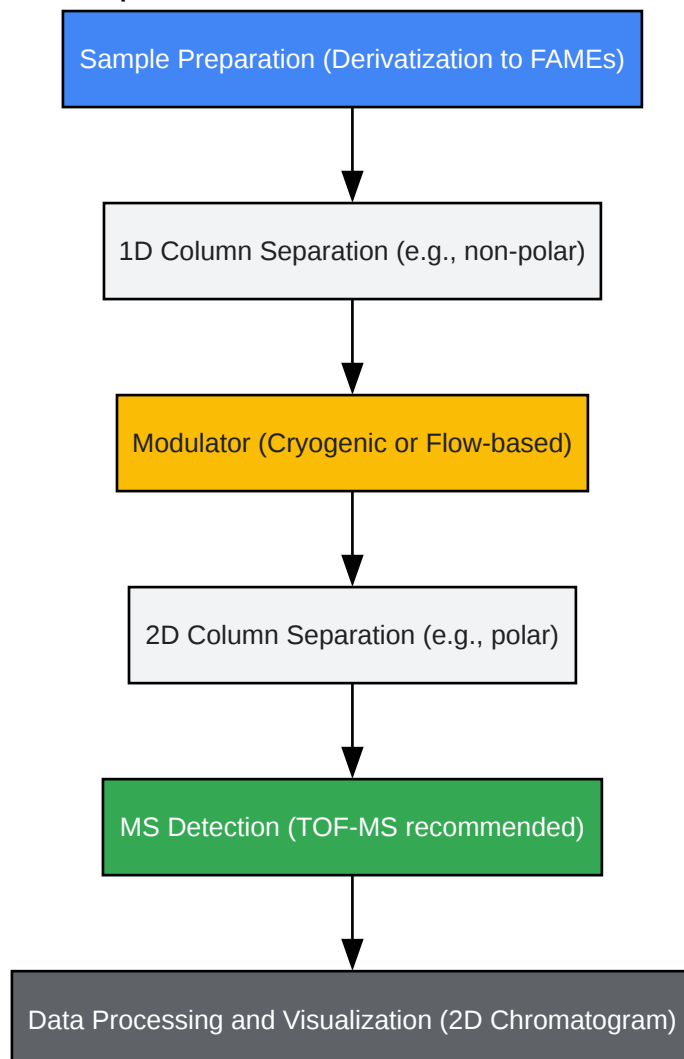 Sample Preparation (Derivatization to FAMEs)
1D Column Separation (e.g., non-polar)
Modulator (Cryogenic or Flow-based)
2D Column Separation (e.g., polar)
MS Detection (TOF-MS recommended)
Data Processing and Visualization (2D Chromatogram)